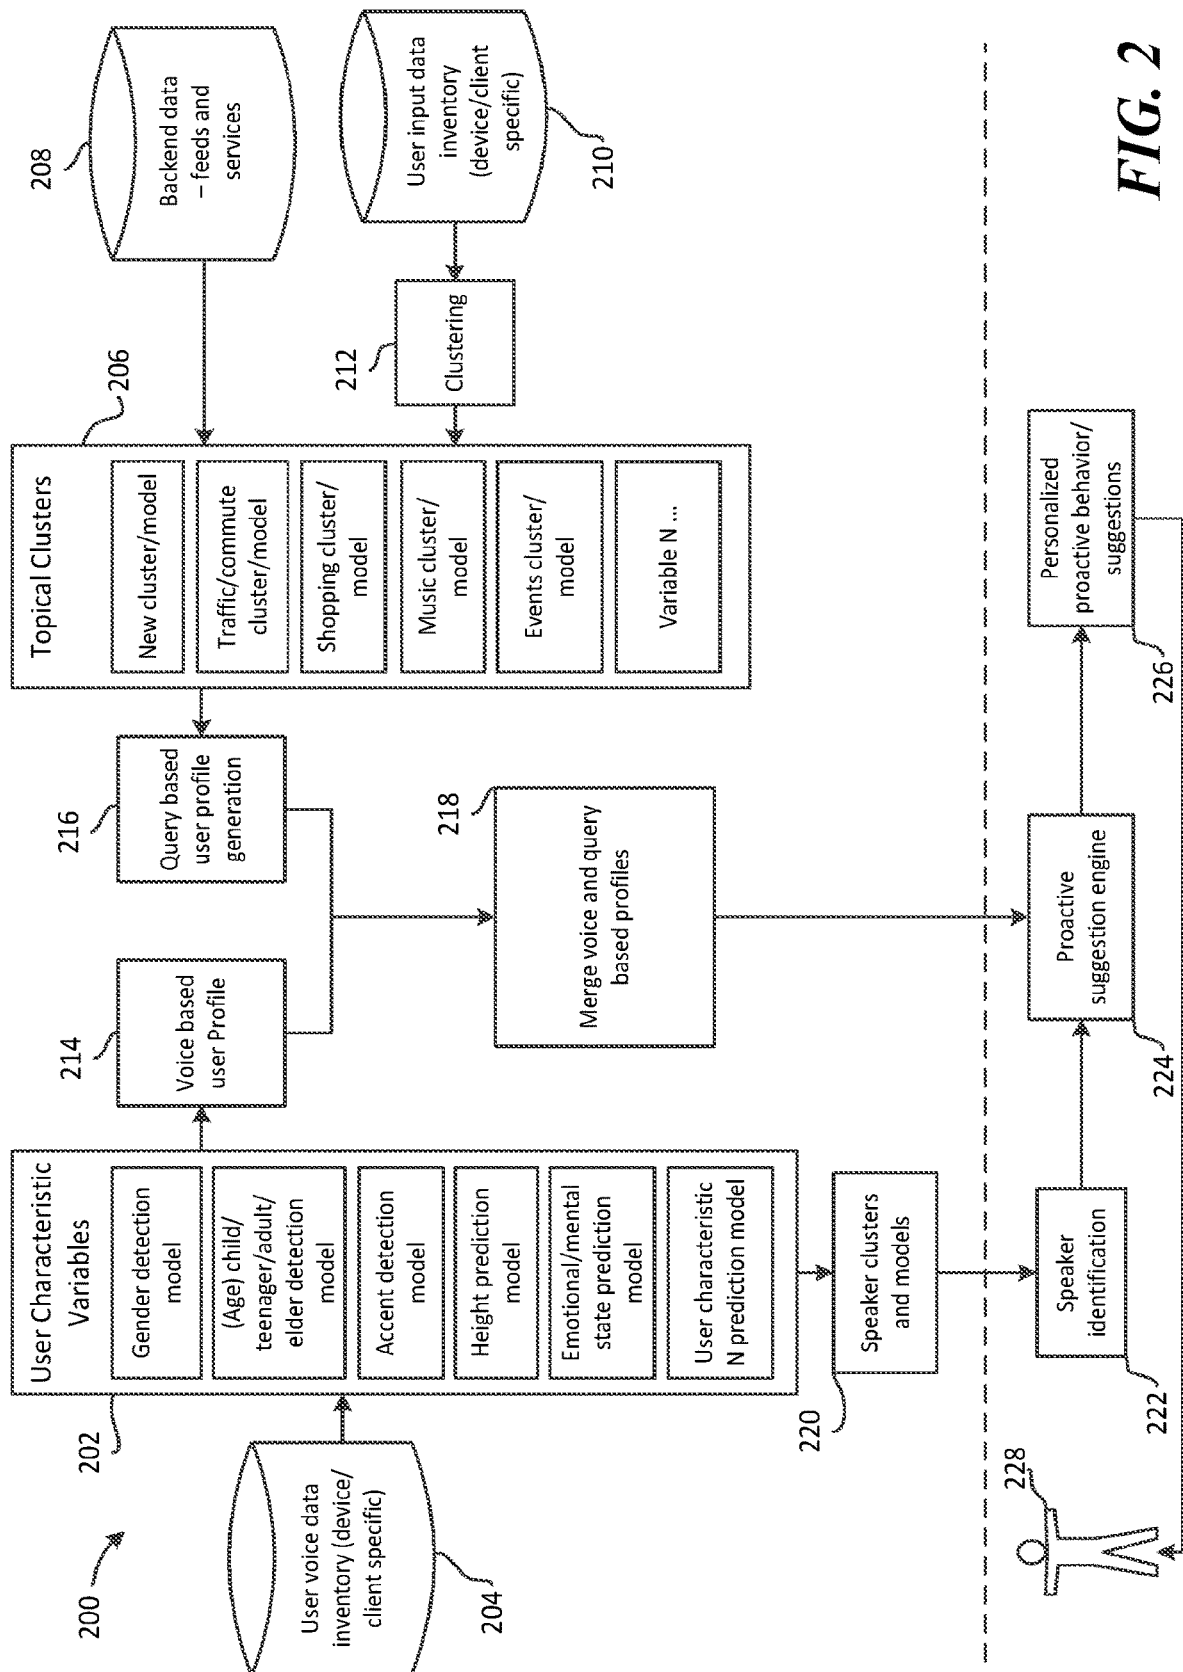 200
202
User Characteristic
Variables
Gender detection
model
(Age) child/
teenager/adult/
elder detection
model
Accent detection
model
Height prediction
model
Emotional/mental
state prediction
model
User characteristic
N prediction model
User voice data
inventory (device/
client specific)
204
214
Voice based
user Profile
216
Query based
user profile
generation
206
Topical Clusters
New cluster/model
Traffic/commute
cluster/model
Shopping cluster/
model
Music cluster/
model
Events cluster/
model
Variable N ...
208
Backend data
– feeds and
services
212
Clustering
User input data
inventory
(device/client
specific)
210
218
Merge voice and query
based profiles
220
Speaker clusters
and models
228
Speaker
identification
222
Proactive
suggestion engine
224
Personalized
proactive behavior/
suggestions
226
FIG. 2